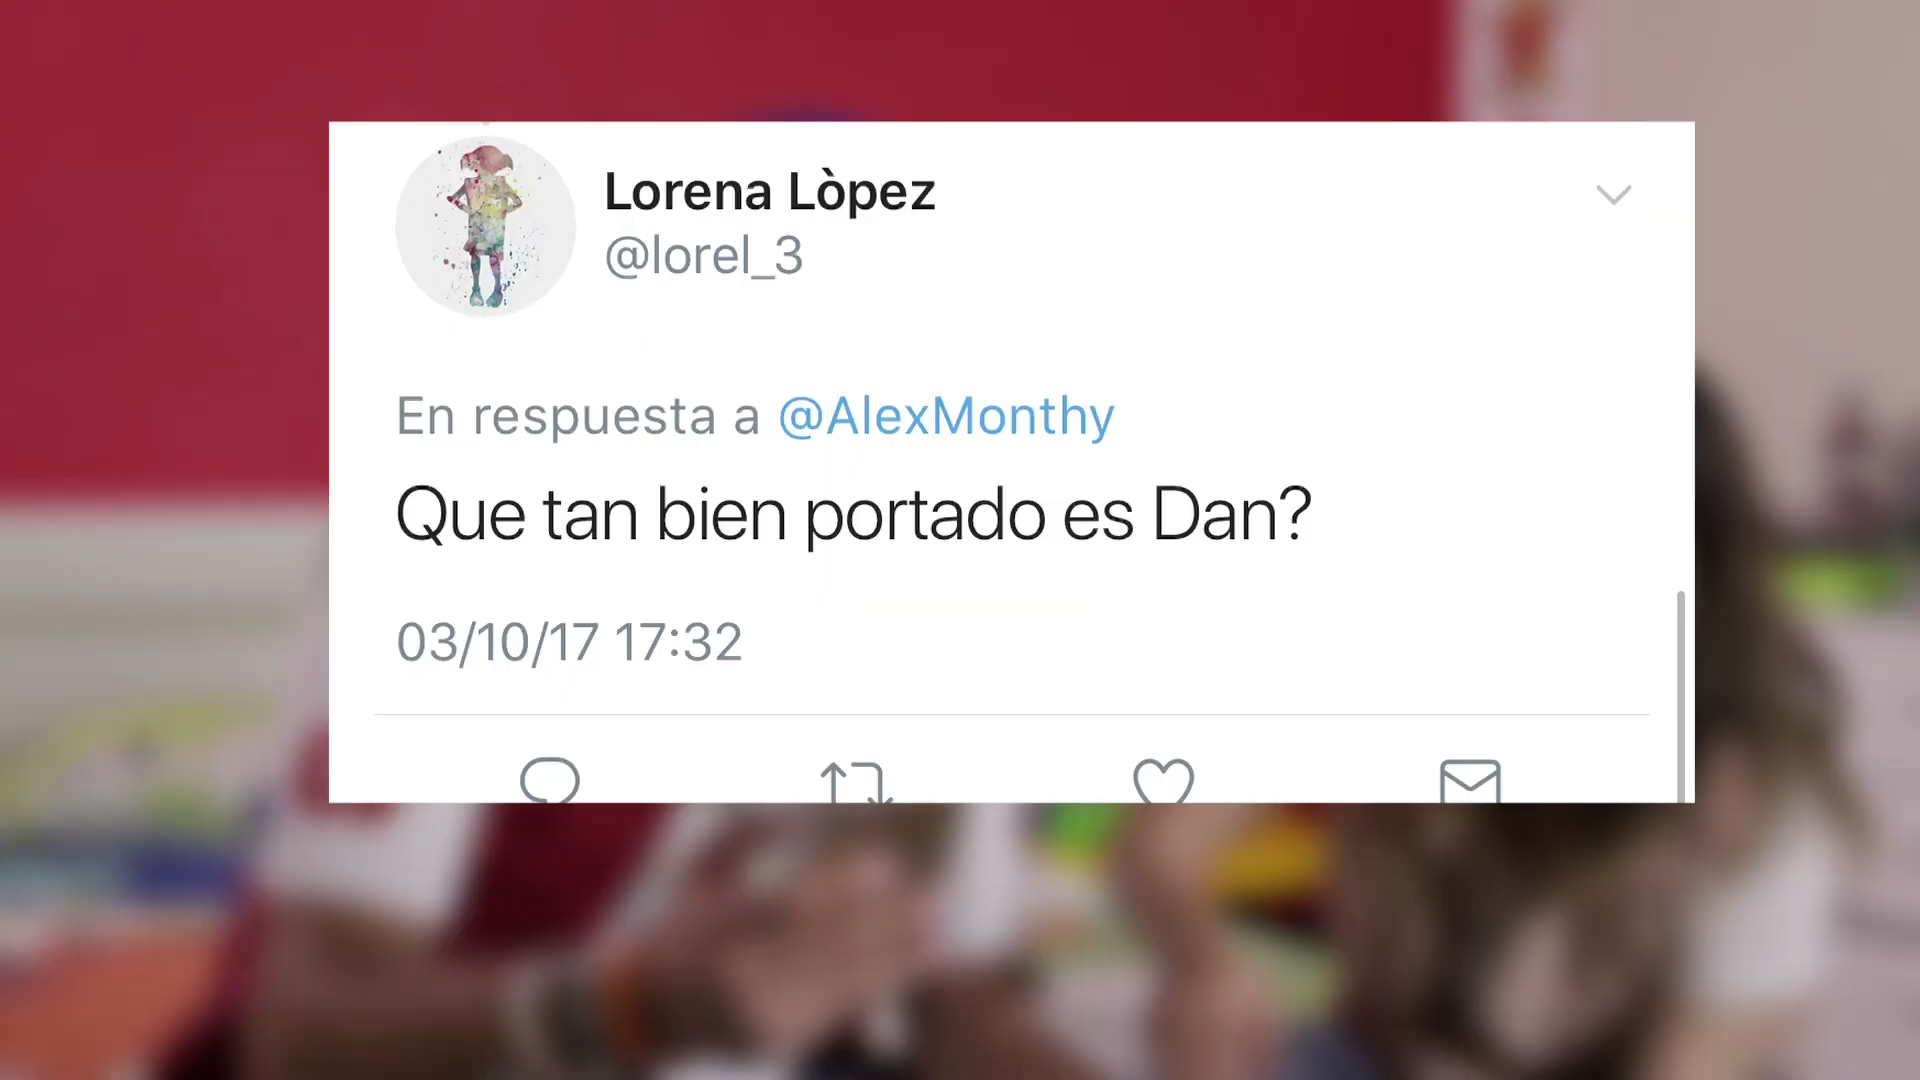 Lorena Lòpez
@lorel_3
En respuesta a @AlexMonthy
Que tan bien portado es Dan?
03/10/17 17:32